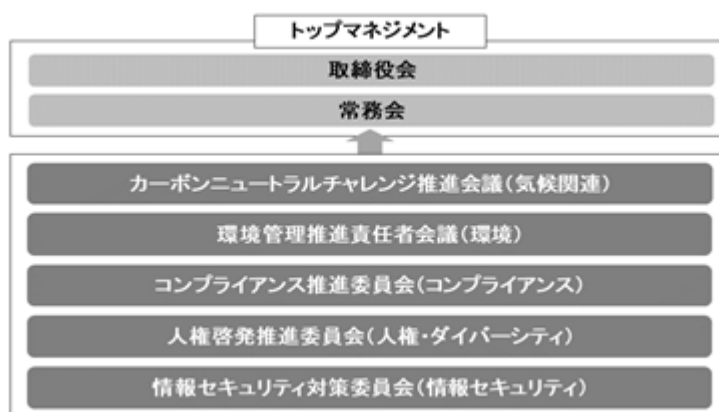 トップマネジメント
取締役会
常務会
カーボンニュートラルチャレンジ推進会議(気候関連)
環境管理推進責任者会議(環境)
コンプライアンス推進委員会(コンプライアンス)
人権啓発推進委員会(人権・ダイバーシティ)
情報セキュリティ対策委員会(情報セキュリティ)